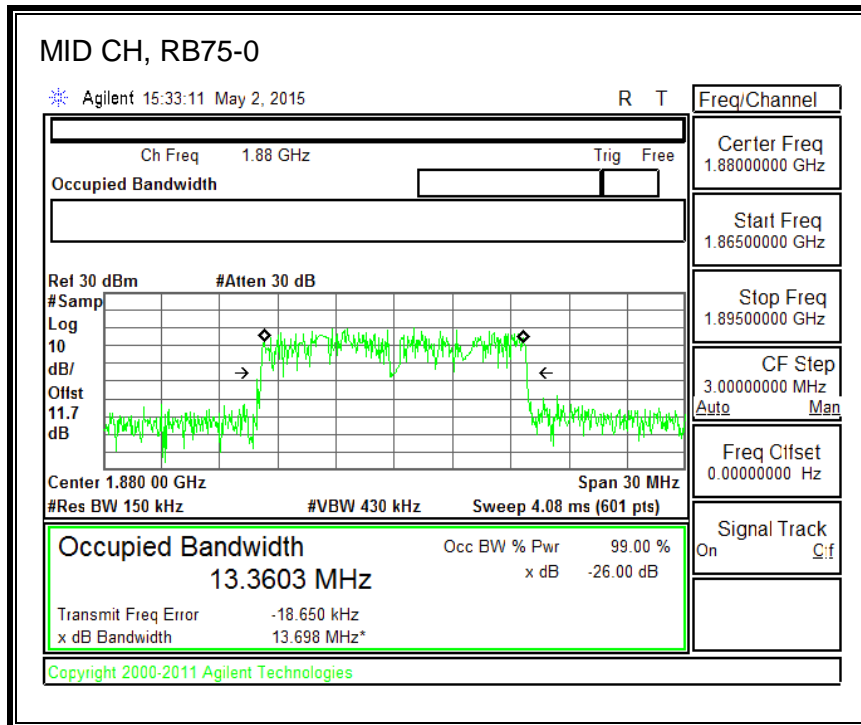 MID CH, RB75-0
Agilent 15:33:11 May 2, 2015 R T
Ch Freq 1.88 GHz Trig Free
Occupied Bandwidth
Ref 30 dBm #Atten 30 dB
#Samp
Log
10
dB/
Offst
11.7
dB
Center 1.880 00 GHz Span 30 MHz
#Res BW 150 kHz #VBW 430 kHz Sweep 4.08 ms (601 pts)
Occupied Bandwidth
13.3603 MHz
Occ BW % Pwr 99.00 %
x dB -26.00 dB
Transmit Freq Error -18.650 kHz
x dB Bandwidth 13.698 MHz*
Copyright 2000-2011 Agilent Technologies
Freq/Channel
Center Freq
1.88000000 GHz
Start Freq
1.86500000 GHz
Stop Freq
1.89500000 GHz
CF Step
3.00000000 MHz
Auto Man
Freq Offset
0.00000000 Hz
Signal Track
On Off